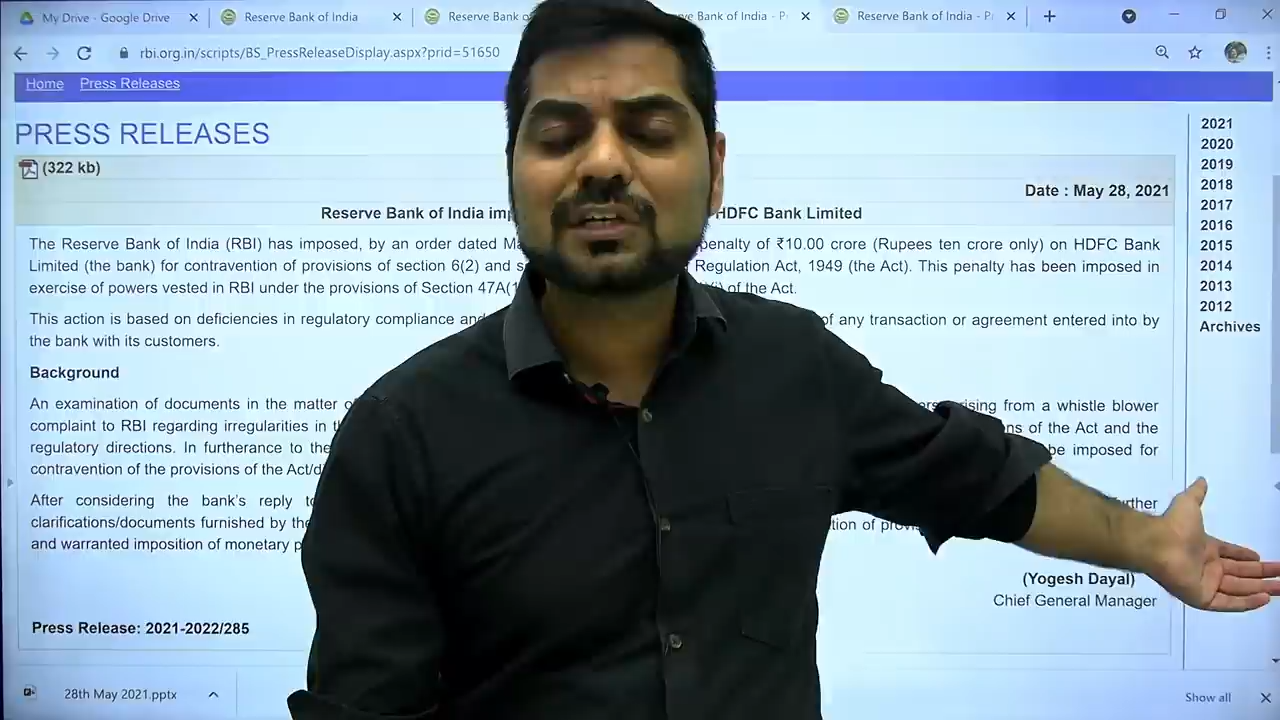 My Drive - Google Drive
Reserve Bank of India
Reserve Bank
Bank of India - P
Reserve Bank of India - P
rbi.org.in/scripts/BS_PressReleaseDisplay.aspx?prid=51650
Home Press Releases
PRESS RELEASES
(322 kb)
Date : May 28, 2021
Reserve Bank of India HDFC Bank Limited
The Reserve Bank of India (RBI) has imposed, by an order dated penalty of ₹10.00 crore (Rupees ten crore only) on HDFC Bank
Limited (the bank) for contravention of provisions of section 6(2) and Regulation Act, 1949 (the Act). This penalty has been imposed in
exercise of powers vested in RBI under the provisions of Section 47A(1 of the Act.
This action is based on deficiencies in regulatory compliance and of any transaction or agreement entered into by
the bank with its customers.
Background
An examination of documents in the matter arising from a whistle blower
complaint to RBI regarding irregularities in of the Act and the
regulatory directions. In furtherance to the be imposed for
contravention of the provisions of the
After considering the bank's reply
clarifications/documents furnished by the
and warranted imposition of monetary
(Yogesh Dayal)
Chief General Manager
Press Release: 2021-2022/285
2021
2020
2019
2018
2017
2016
2015
2014
2013
2012
Archives
28th May 2021.pptx
Show all